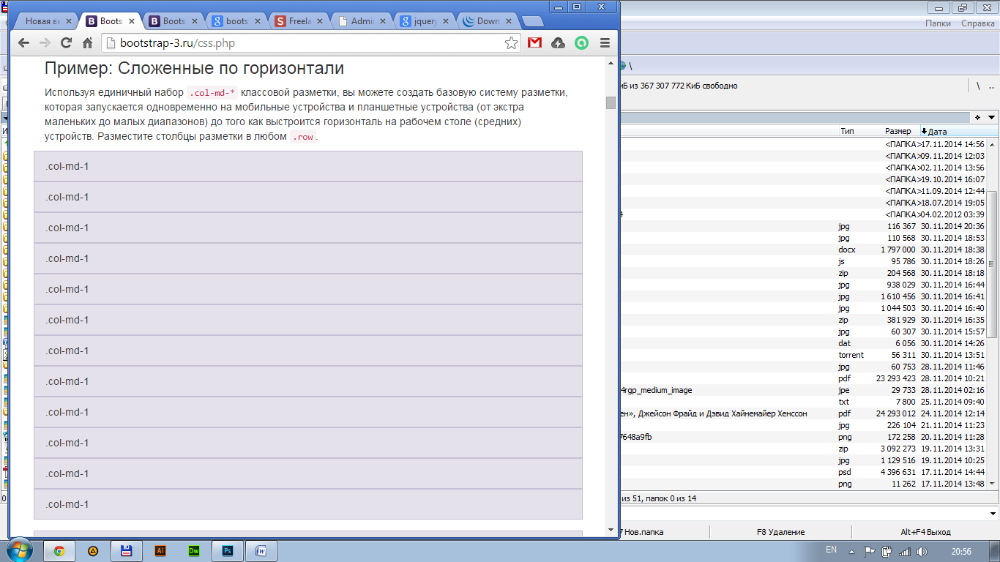 Новая вк
Boots
Boots
boots
Freela
Admin
jquery
Down
bootstrap-3.ru/css.php
Пример: Сложенные по горизонтали
Используя единичный набор .col-md-* классовой разметки, вы можете создать базовую систему разметки,
которая запускается одновременно на мобильные устройства и планшетные устройства (от экстра
маленьких до малых диапазонов) до того как выстроится горизонталь на рабочем столе (средних)
устройств. Разместите столбцы разметки в любом .row.
.col-md-1
.col-md-1
.col-md-1
.col-md-1
.col-md-1
.col-md-1
.col-md-1
.col-md-1
.col-md-1
.col-md-1
.col-md-1
.col-md-1
Папки Справка
\
иБ из 367 307 772 КиБ свободно \ ..
* 
Тип Размер Дата
<ПАПКА> 17.11.2014 14:56
<ПАПКА> 09.11.2014 12:03
<ПАПКА> 02.11.2014 13:56
<ПАПКА> 19.10.2014 16:07
<ПАПКА> 11.09.2014 12:44
<ПАПКА> 18.07.2014 19:05
4 <ПАПКА> 04.02.2012 03:39
jpg 116 367 30.11.2014 20:36
jpg 110 568 30.11.2014 18:53
docx 1 797 000 30.11.2014 18:38
js 95 786 30.11.2014 18:26
zip 204 568 30.11.2014 18:18
jpg 938 029 30.11.2014 16:44
jpg 1 610 456 30.11.2014 16:41
jpg 1 044 503 30.11.2014 16:40
zip 381 929 30.11.2014 16:35
jpg 60 307 30.11.2014 15:57
dat 6 056 30.11.2014 14:26
torrent 56 311 30.11.2014 13:51
jpg 60 753 28.11.2014 11:46
pdf 23 293 423 28.11.2014 10:21
4rgp_medium_image jpe 29 733 28.11.2014 02:16
txt 7 800 25.11.2014 09:40
ен», Джейсон Фрайд и Дэвид Хайнемайер Хенссон pdf 24 293 012 24.11.2014 12:14
jpg 226 104 21.11.2014 11:23
7648a9fb png 172 258 20.11.2014 11:28
zip 3 092 273 19.11.2014 13:31
jpg 1 129 516 19.11.2014 10:25
psd 4 396 631 17.11.2014 14:44
png 11 262 17.11.2014 13:48
0 из 51, папок 0 из 14
7 Нов.папка F8 Удаление Alt+F4 Выход
Ai Dw Ps W EN 20:56